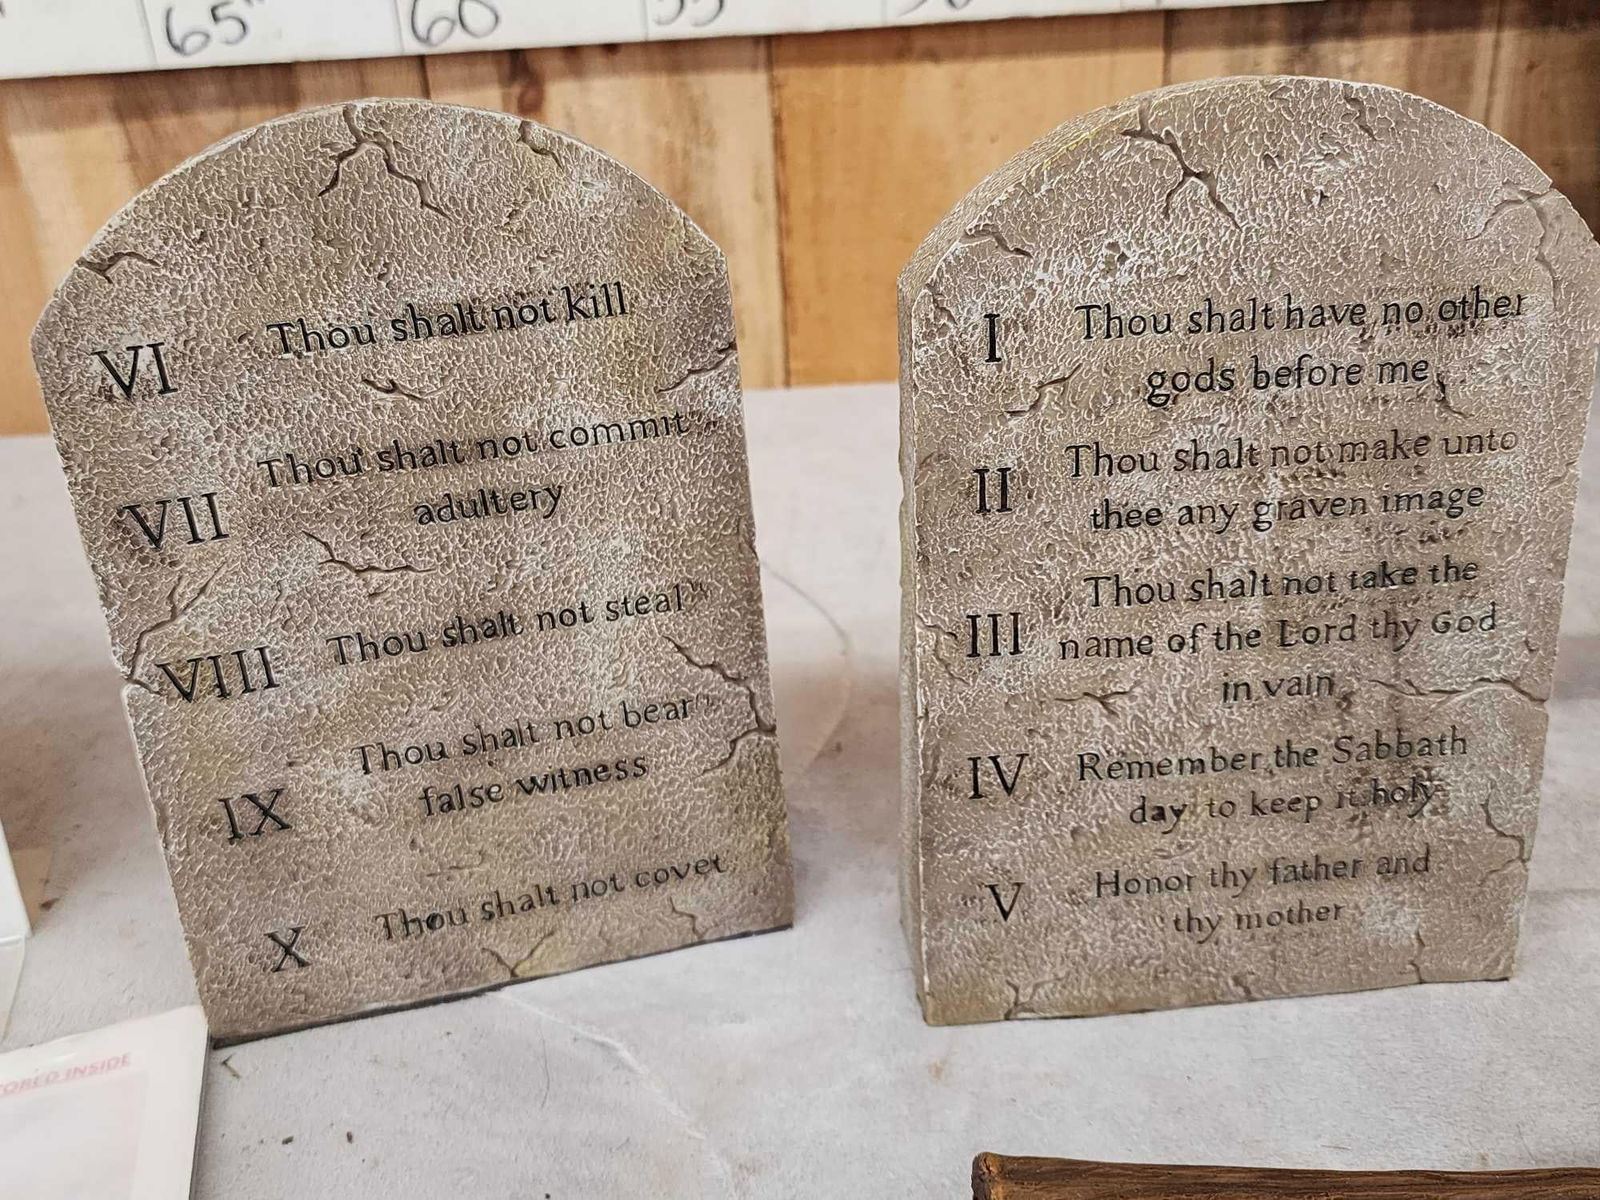 65"
60
VI Thou shalt not kill
VII Thou shalt not commit
adultery
VIII Thou shalt not steal
IX Thou shalt not bear
false witness
X Thou shalt not covet
I Thou shalt have no other
gods before me
II Thou shalt not make unto
thee any graven image
III Thou shalt not take the
name of the Lord thy God
in vain
IV Remember the Sabbath
day to keep it holy
V Honor thy father and
thy mother
INSIDE